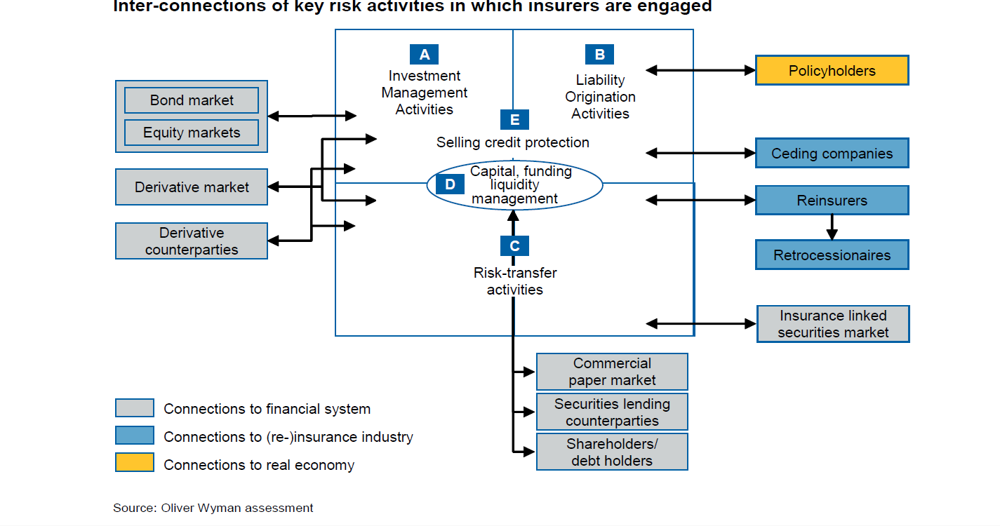 Inter-connections of key risk activities in which insurers are engaged
A
Investment
Management
Activities
B
Liability
Origination
Activities
Policyholders
Bond market
Equity markets
E
Selling credit protection
Ceding companies
Derivative market
D
Capital, funding
liquidity
management
Reinsurers
Derivative
counterparties
C
Retrocessionaires
Risk-transfer
activities
Insurance linked
securities market
Commercial
paper market
Securities lending
counterparties
Shareholders/
debt holders
Connections to financial system
Connections to (re-)insurance industry
Connections to real economy
Source: Oliver Wyman assessment